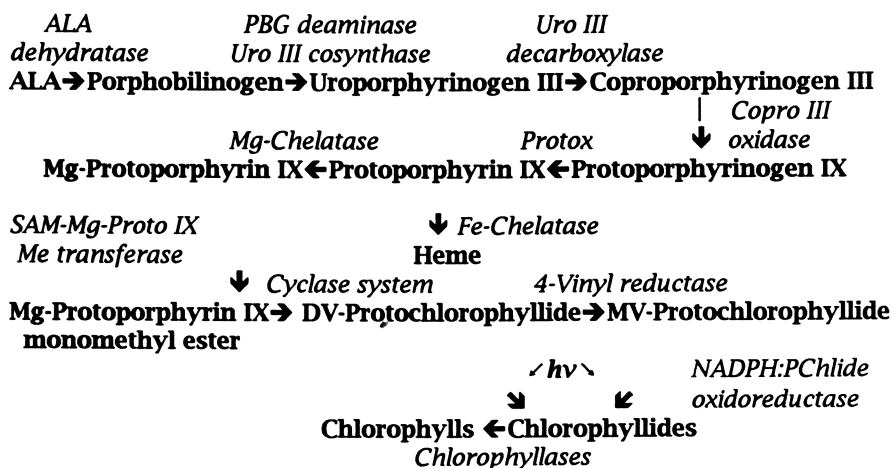 ALA PBG deaminase Uro III
dehydratase Uro III cosynthase decarboxylase
ALA➔Porphobilinogen➔Uroporphyrinogen III➔Coproporphyrinogen III
Copro III
Mg-Chelatase Protox oxidase
Mg-Protoporphyrin IX←Protoporphyrin IX←Protoporphyrinogen IX
SAM-Mg-Proto IX Fe-Chelatase
Me transferase Heme
Cyclase system 4-Vinyl reductase
Mg-Protoporphyrin IX➔ DV-Protochlorophyllide➔MV-Protochlorophyllide
monomethyl ester
hν NADPH:PChlide
oxidoreductase
Chlorophylls ←Chlorophyllides
Chlorophyllases